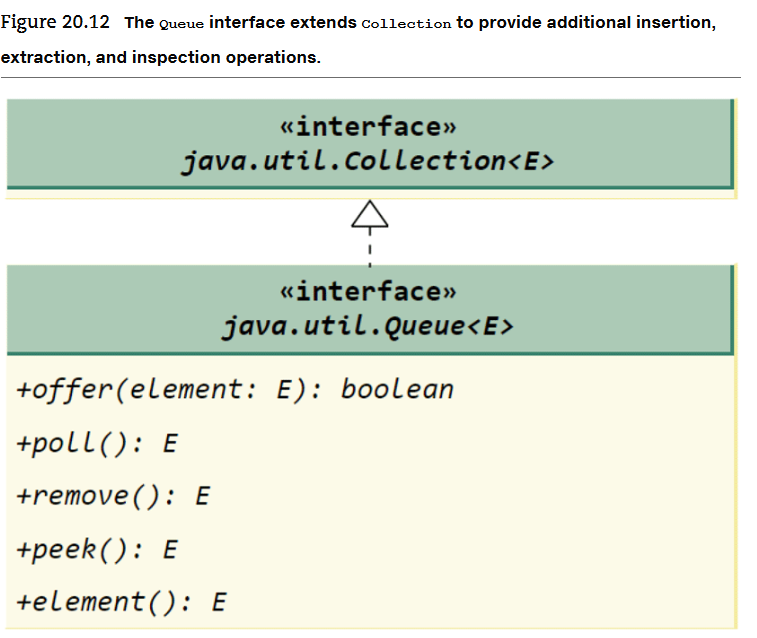 Figure 20.12 The Queue interface extends Collection to provide additional insertion,
extraction, and inspection operations.
«interface»
java.util.Collection<E>
«interface»
java.util.Queue<E>
+offer(element: E): boolean
+poll(): E
+remove(): E
+peek(): E
+element(): E